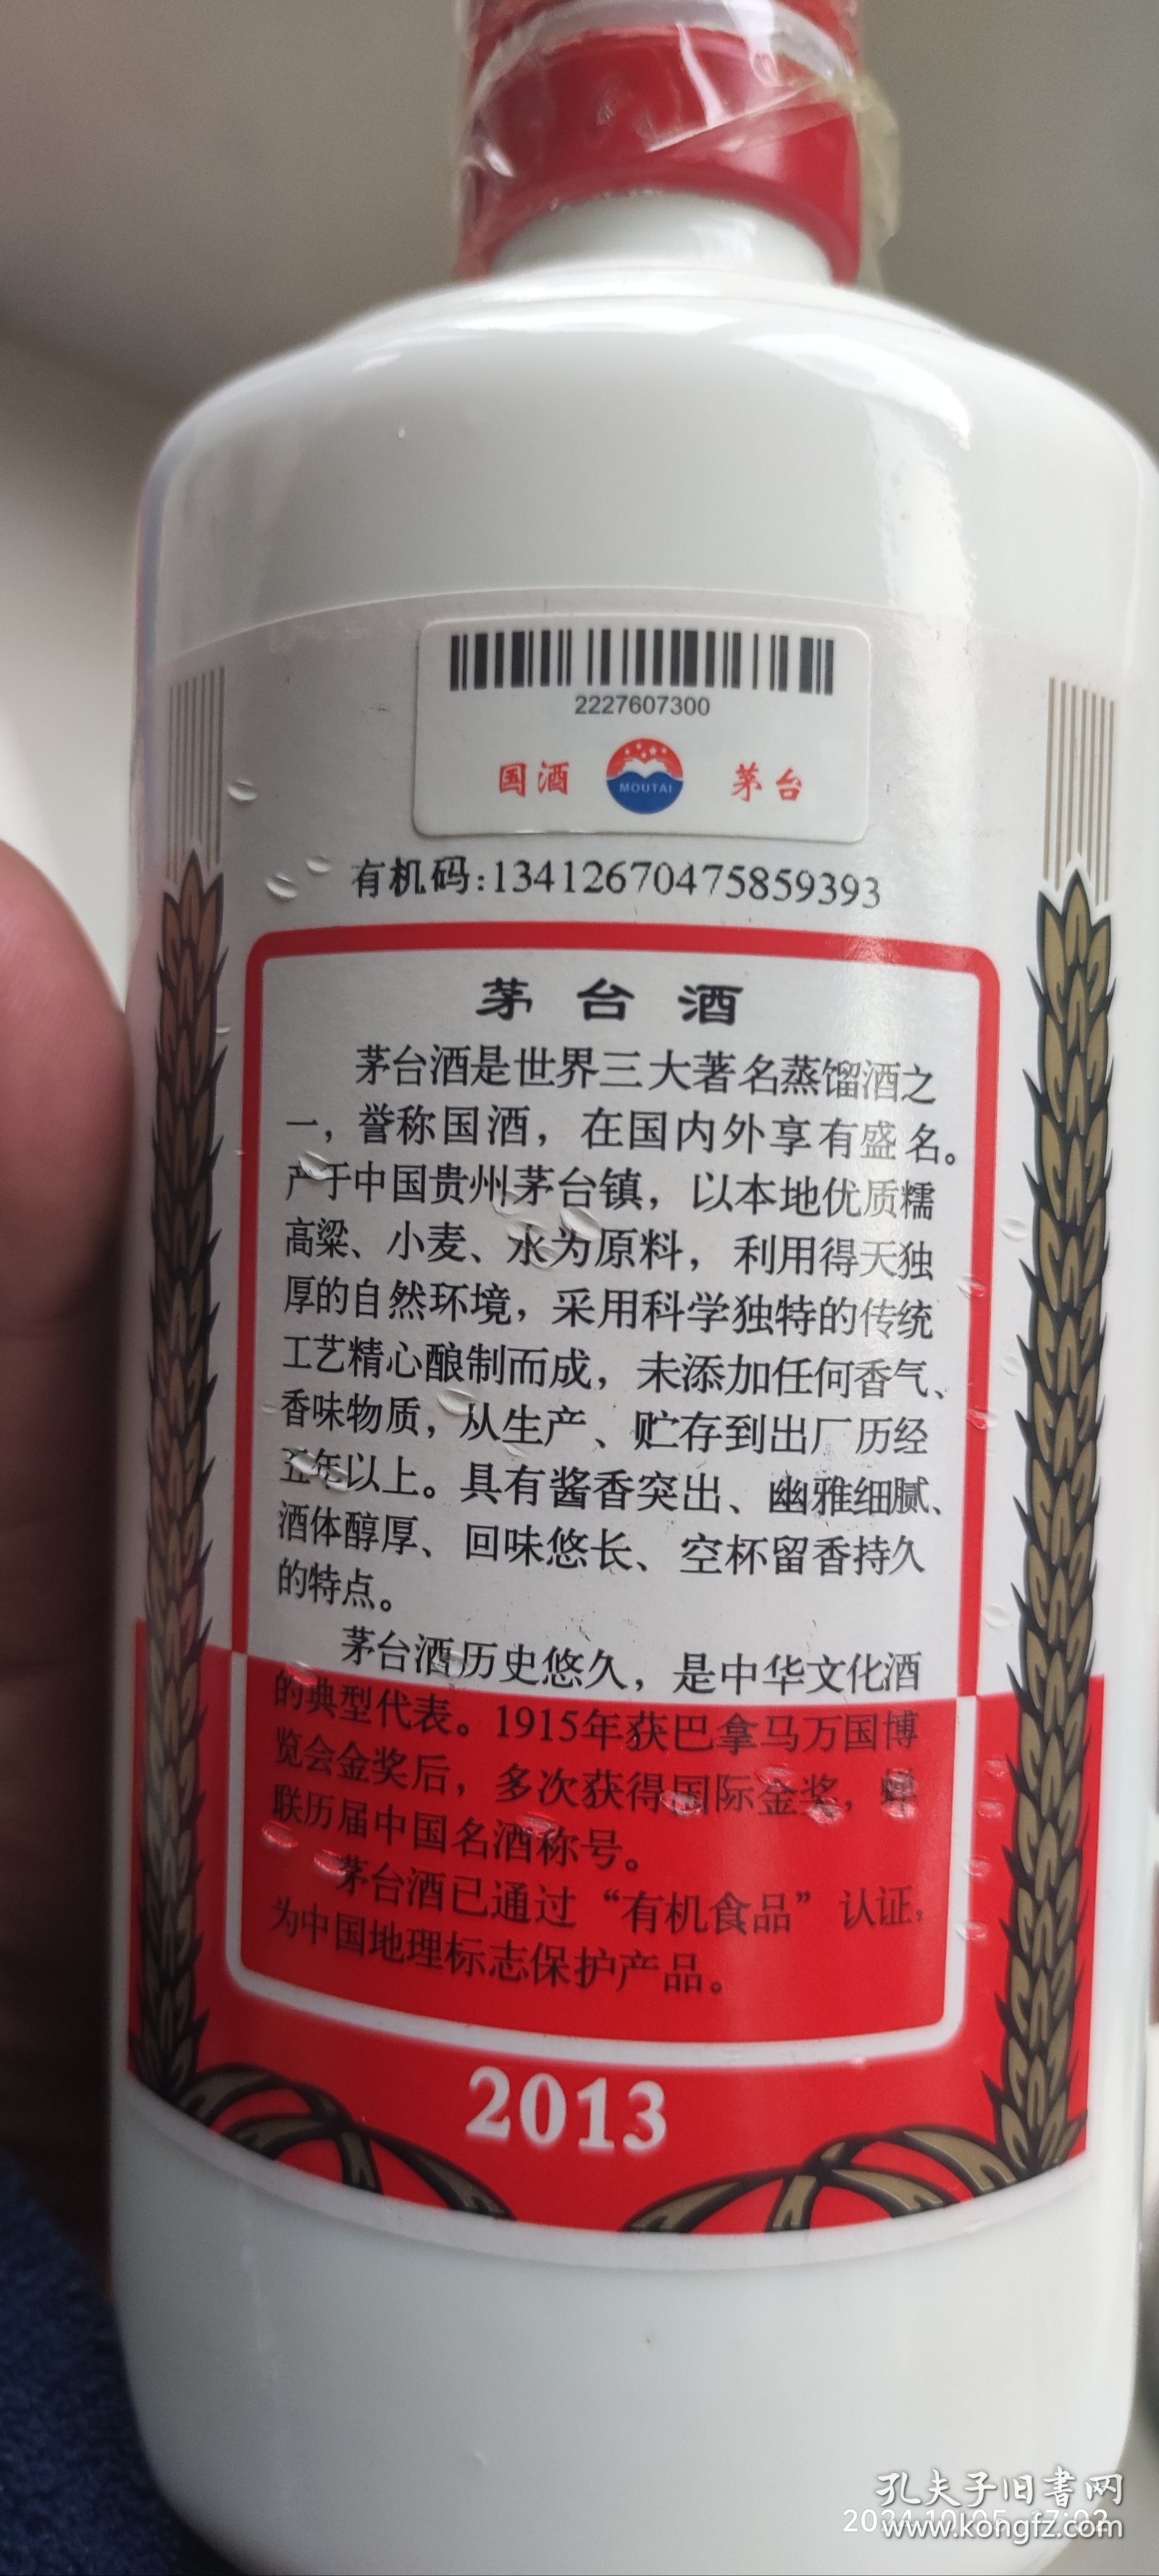 2227607300
国酒 MOUTAI 茅台
有机码:13412670475859393
茅台酒
茅台酒是世界三大著名蒸馏酒之
一，誉称国酒，在国内外享有盛名。
产于中国贵州茅台镇，以本地优质糯
高粱、小麦、水为原料，利用得天独
厚的自然环境，采用科学独特的传统
工艺精心酿制而成，未添加任何香气、
香味物质，从生产、贮存到出厂历经
五年以上。具有酱香突出、幽雅细腻、
酒体醇厚、回味悠长、空杯留香持久
的特点。
茅台酒历史悠久，是中华文化酒
的典型代表。1915年获巴拿马万国博
览会金奖后，多次获得国际金奖，蝉
联历届中国名酒称号。
茅台酒已通过“有机食品”认证，
为中国地理标志保护产品。
2013
孔夫子旧书网
2024.10.05 17:02
www.kongfz.com